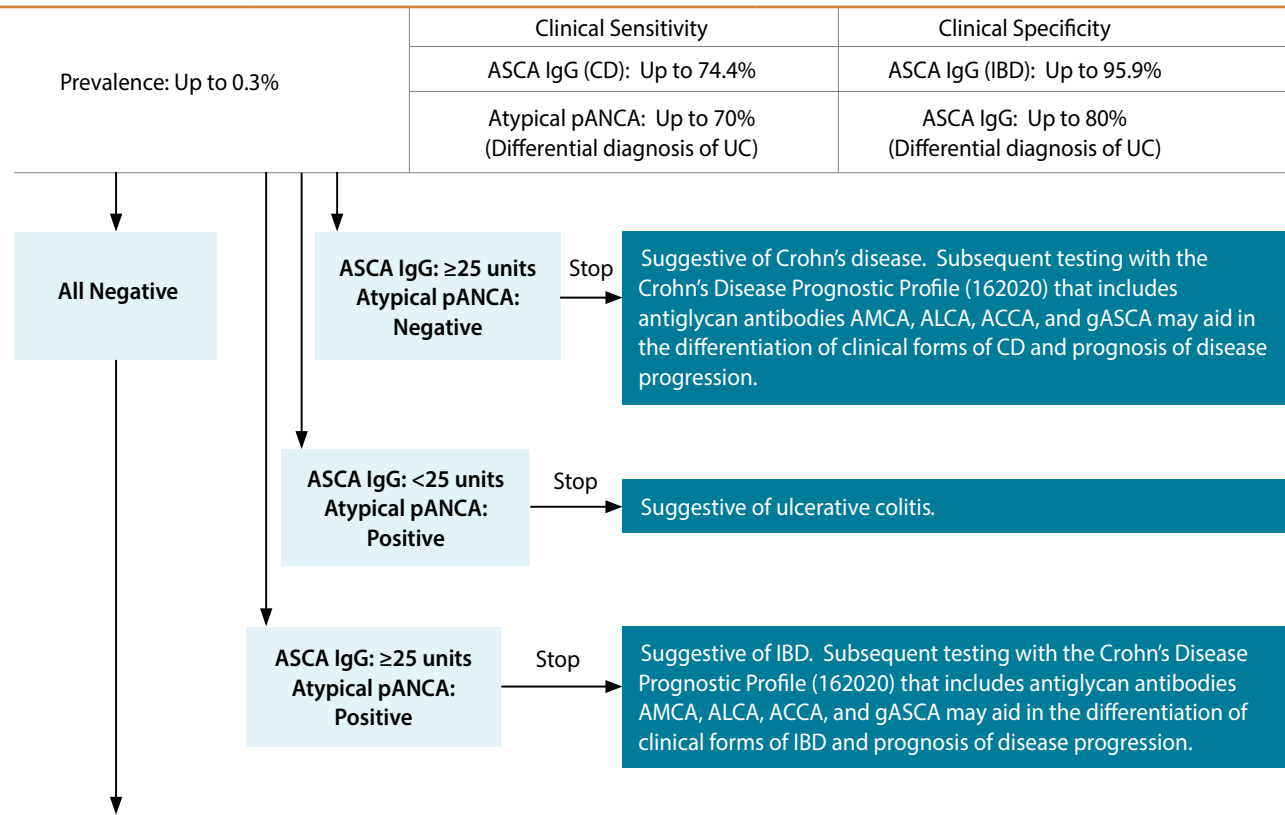 Prevalence: Up to 0.3%
Clinical Sensitivity
Clinical Specificity
ASCA IgG (CD): Up to 74.4%
ASCA IgG (IBD): Up to 95.9%
Atypical pANCA: Up to 70%
(Differential diagnosis of UC)
ASCA IgG: Up to 80%
(Differential diagnosis of UC)
All Negative
ASCA IgG: ≥25 units
Atypical pANCA:
Negative
Stop
Suggestive of Crohn's disease. Subsequent testing with the
Crohn's Disease Prognostic Profile (162020) that includes
antiglycan antibodies AMCA, ALCA, ACCA, and gASCA may aid in
the differentiation of clinical forms of CD and prognosis of disease
progression.
ASCA IgG: <25 units
Atypical pANCA:
Positive
Stop
Suggestive of ulcerative colitis.
ASCA IgG: ≥25 units
Atypical pANCA:
Positive
Stop
Suggestive of IBD. Subsequent testing with the Crohn's Disease
Prognostic Profile (162020) that includes antiglycan antibodies
AMCA, ALCA, ACCA, and gASCA may aid in the differentiation of
clinical forms of IBD and prognosis of disease progression.